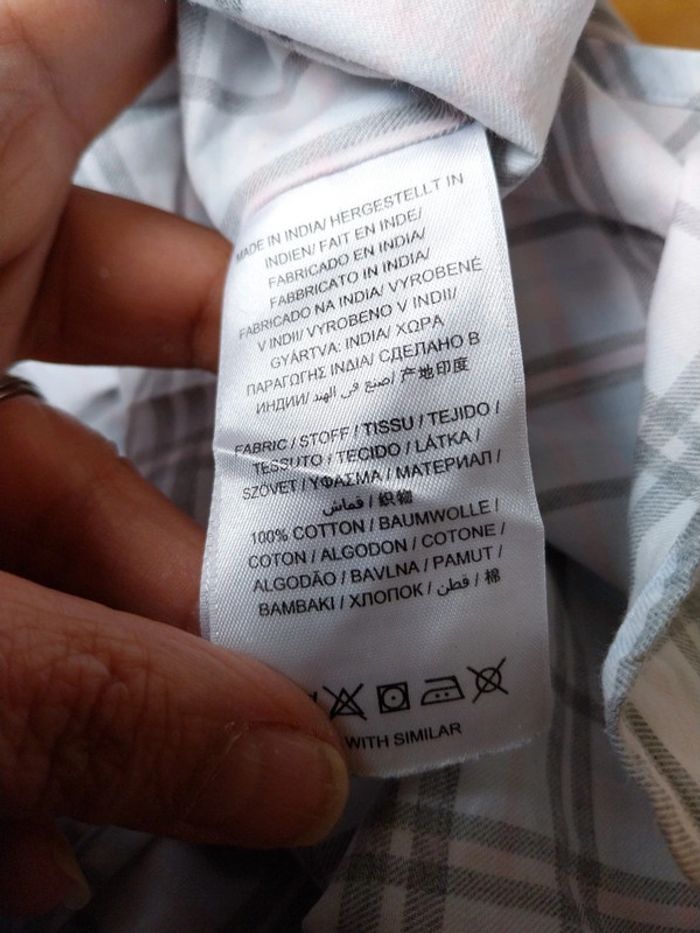 MADE IN INDIA/ HERGESTELLT IN
INDIEN/ FAIT EN INDE/
FABRICADO EN INDIA/
FABBRICATO IN INDIA/
FABRICADO NA INDIA/ VYROBENÉ
V INDII/ VYROBENO V INDII/
GYÁRTVA: INDIA/ ΧΩΡΑ
ΠΑΡΑΓΩΓΗΣ ΙΝΔΙΑ/ СДЕЛАНО В
ИНДИИ/ اصنع في الهند/ 产地印度
FABRIC / STOFF / TISSU / TEJIDO /
TESSUTO / TECIDO / LÁTKA /
SZÖVET / ΥΦΑΣΜΑ / МАТЕРИАЛ /
قماش / 织物
100% COTTON / BAUMWOLLE /
COTON / ALGODON / COTONE /
ALGODÃO / BAVLNA / PAMUT /
BAMBAKI / ХЛОПОК / قطن / 棉
WITH SIMILAR